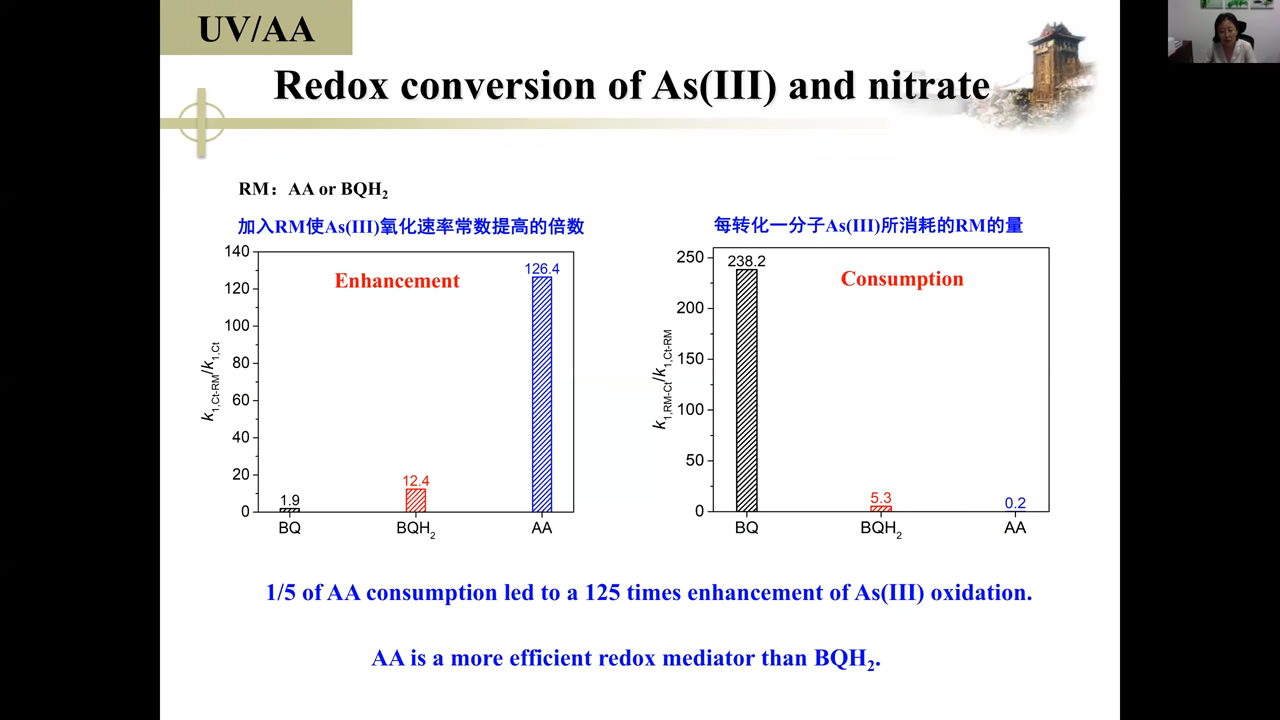 UV/AA
Redox conversion of As(III) and nitrate
RM：AA or BQH2
加入RM使As(III)氧化速率常数提高的倍数
140
120
100
80
60
40
20
0
k1,Ct-RM/k1,Ct
Enhancement
1.9
12.4
126.4
BQ
BQH2
AA
每转化一分子As(III)所消耗的RM的量
250
200
150
100
50
0
k1,RM-Ct/k1,Ct-RM
Consumption
238.2
5.3
0.2
BQ
BQH2
AA
1/5 of AA consumption led to a 125 times enhancement of As(III) oxidation.
AA is a more efficient redox mediator than BQH2.